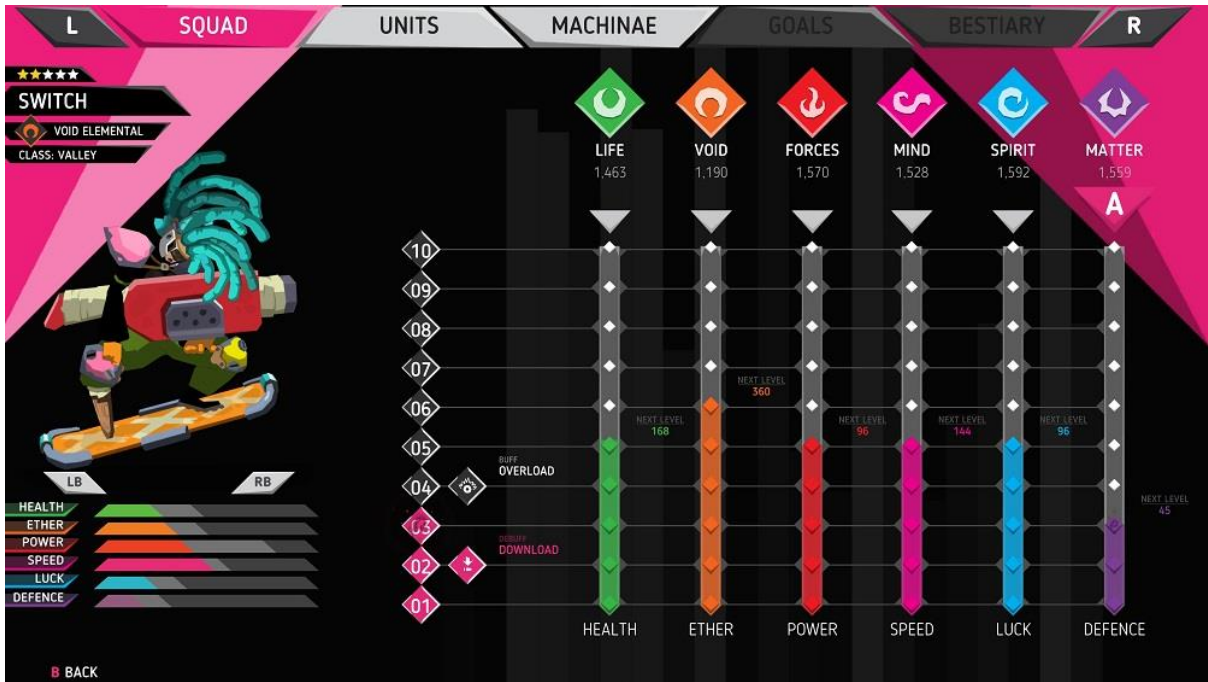 L
SQUAD
UNITS
MACHINAE
GOALS
BESTIARY
R
SWITCH
VOID ELEMENTAL
CLASS: VALLEY
LIFE
VOID
FORCES
MIND
SPIRIT
MATTER
1,463
1,190
1,570
1,528
1,592
1,559
A
10
09
08
07
NEXT LEVEL
360
06
NEXT LEVEL
168
NEXT LEVEL
96
NEXT LEVEL
144
NEXT LEVEL
96
05
BUFF
OVERLOAD
04
NEXT LEVEL
45
03
DEBUFF
DOWNLOAD
02
01
LB
RB
HEALTH
ETHER
POWER
SPEED
LUCK
DEFENCE
HEALTH
ETHER
POWER
SPEED
LUCK
DEFENCE
B BACK